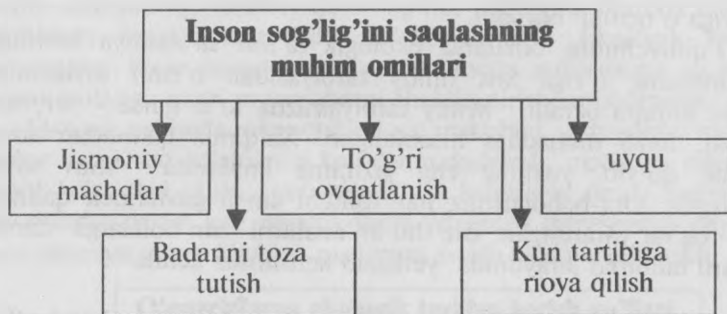 Inson sog’lig’ini saqlashning
muhim omillari
Jismoniy
mashqlar
To’g’ri
ovqatlanish
uyqu
Badanni toza
tutish
Kun tartibiga
rioya qilish